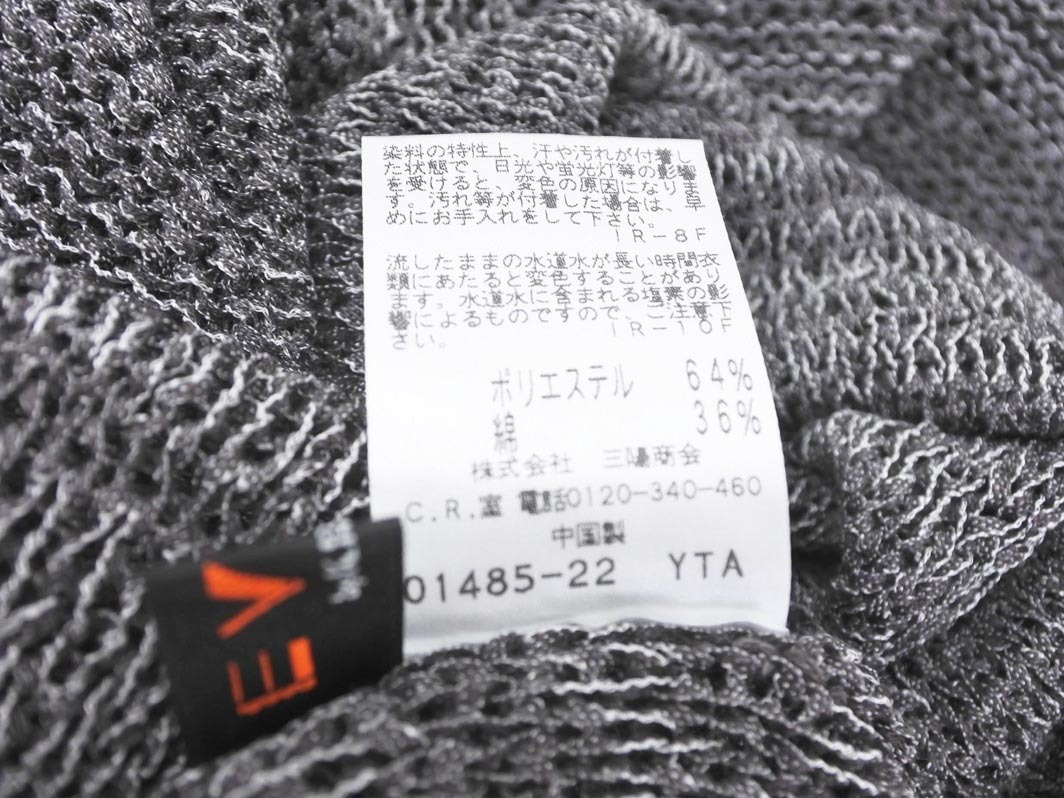 染料の特性上、汗や汚れが付着し
た状態で、日光や蛍光灯等の影響
を受けると、変色の原因になりま
す。汚れ等が付着した場合は、早
めにお手入れをして下さい。
IR-8F
流したままの水道水が長い時間衣
類にあたると変色することがあり
ます。水道水に含まれる塩素の影
響によるものですので、ご注意下
さい。
IR-10F
ポリエステル 64%
綿 36%
株式会社 三陽商会
C.R.室 電話0120-340-460
中国製
01485-22 YTA
EY